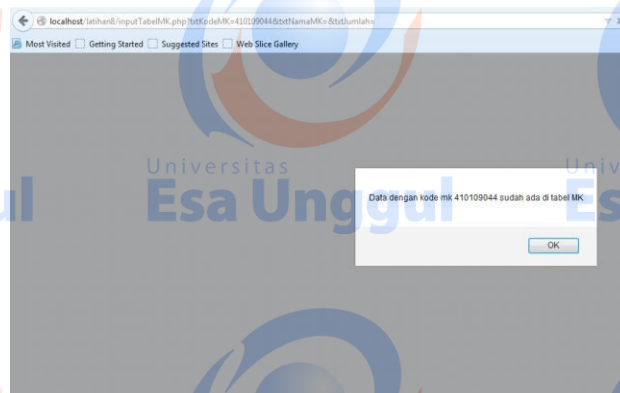 localhost/latihan8/inputTabelMK.php?txtKodeMK=410109044&txtNamaMK=&txtJumlah=
Most Visited Getting Started Suggested Sites Web Slice Gallery
Universitas
Esa Unggul
Data dengan kode mk 410109044 sudah ada di tabel MK
OK
ul
Univ
Es